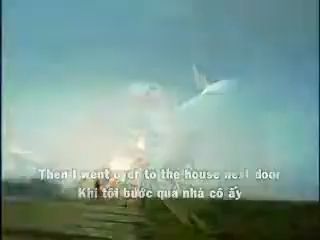 Then I went over to the house next door
Khi tôi bước qua nhà cô ấy